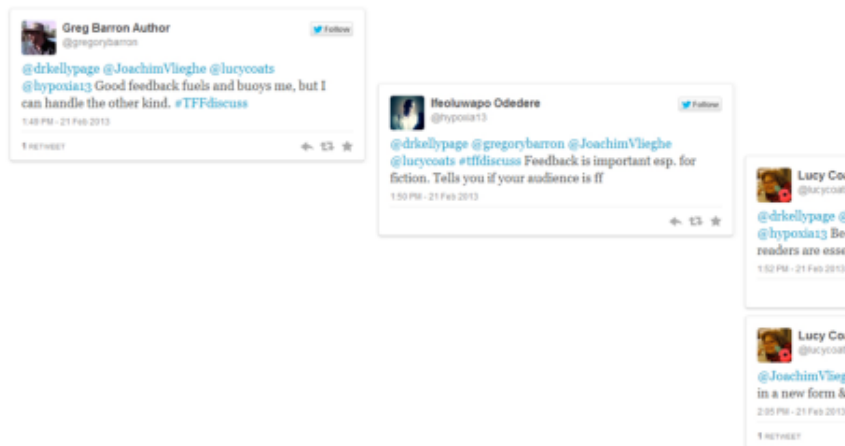 Greg Barron Author
Follow
@gregorybarron
@drkellypage @JoachimVlieghe @lucycoats
@hypoxia13 Good feedback fuels and buoys me, but I
can handle the other kind. #TFFdiscuss
1:49 PM - 21 Feb 2013
1 RETWEET
Ifeoluwapo Odedere
Follow
@hypoxia13
@drkellypage @gregorybarron @JoachimVlieghe
@lucycoats #tffdiscuss Feedback is important esp. for
fiction. Tells you if your audience is ff
1:50 PM - 21 Feb 2013
Lucy Co
@lucycoat
@drkellypage @
@hypoxia13 Be
readers are esse
1:52 PM - 21 Feb 2013
Lucy Co
@lucycoat
@JoachimVlieg
in a new form &
2:05 PM - 21 Feb 2013
1 RETWEET